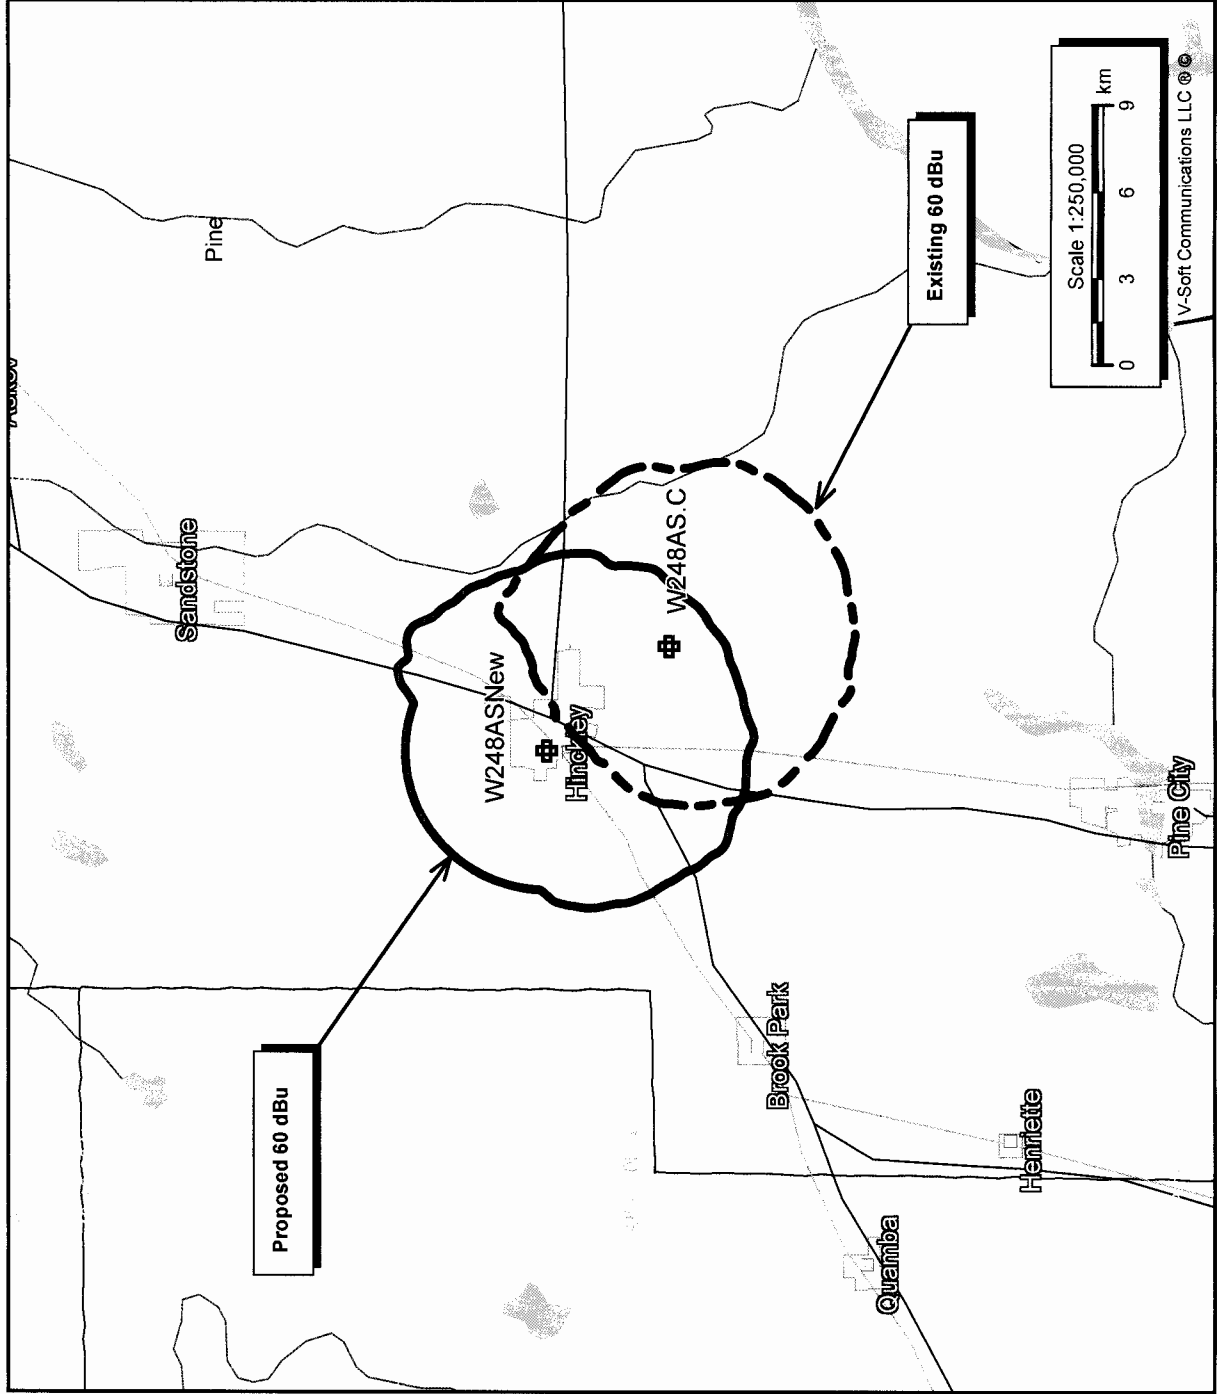 Proposed 60 dBu
Quamba
Henriette
Brook Park
W248ASNew
Hinckley
Pine City
Sandstone
W248AS.C
Pine
Existing 60 dBu
Scale 1:250,000
km
0 3 6 9
V-Soft Communications LLC ® ©